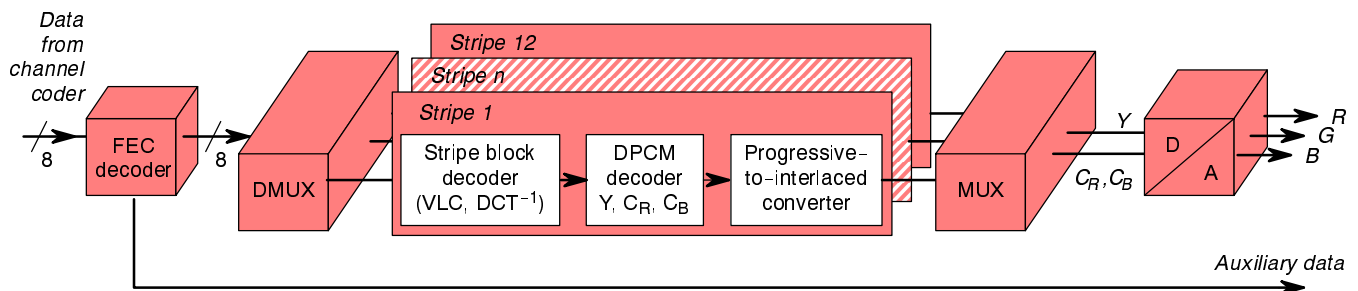 Data
from
channel
coder
8
FEC
decoder
8
DMUX
Stripe 12
Stripe n
Stripe 1
Stripe block
decoder
(VLC, DCT⁻¹)
DPCM
decoder
Y, C_R, C_B
Progressive–
to–interlaced
converter
MUX
Y
C_R, C_B
D
A
R
G
B
Auxiliary data